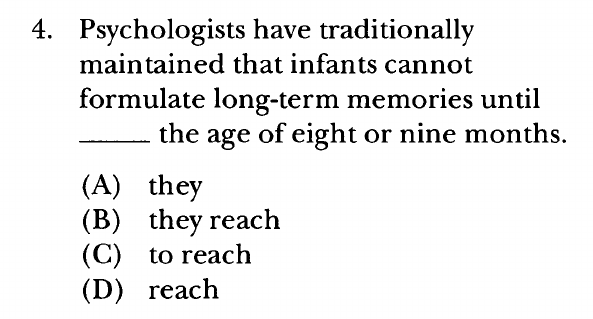 4. Psychologists have traditionally
maintained that infants cannot
formulate long-term memories until
_____ the age of eight or nine months.
(A) they
(B) they reach
(C) to reach
(D) reach